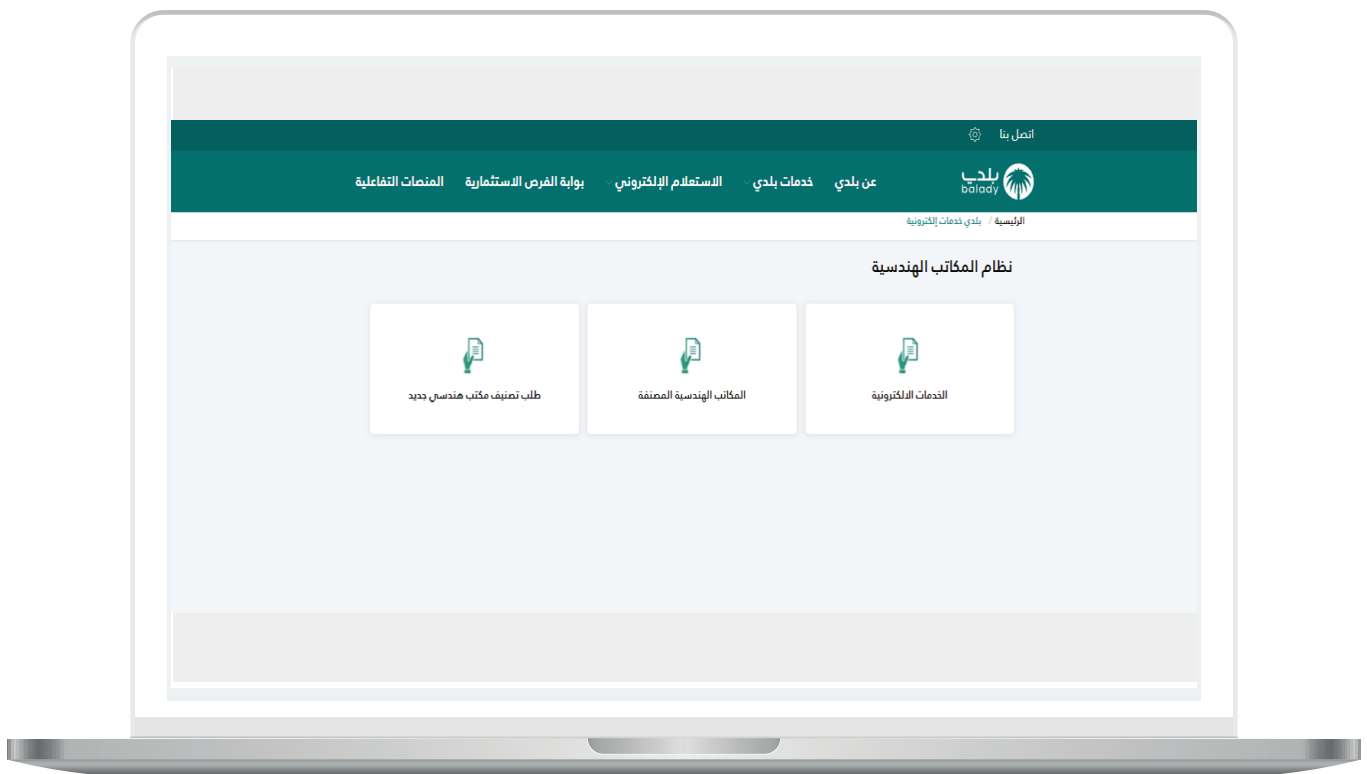 اتصل بنا
بلدي
balady
عن بلدي خدمات بلدي الاستعلام الإلكتروني بوابة الفرص الاستثمارية المنصات التفاعلية
الرئيسية / بلدي خدمات إلكترونية
نظام المكاتب الهندسية
الخدمات الالكترونية
المكاتب الهندسية المصنفة
طلب تصنيف مكتب هندسي جديد